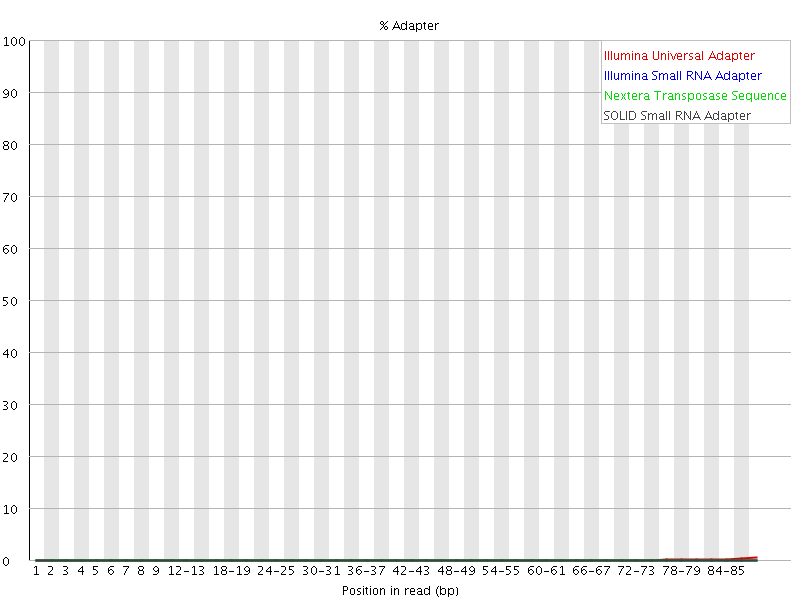 % Adapter
100
90
80
70
60
50
40
30
20
10
0
Illumina Universal Adapter
Illumina Small RNA Adapter
Nextera Transposase Sequence
SOLID Small RNA Adapter
1 2 3 4 5 6 7 8 9 12-13 18-19 24-25 30-31 36-37 42-43 48-49 54-55 60-61 66-67 72-73 78-79 84-85
Position in read (bp)